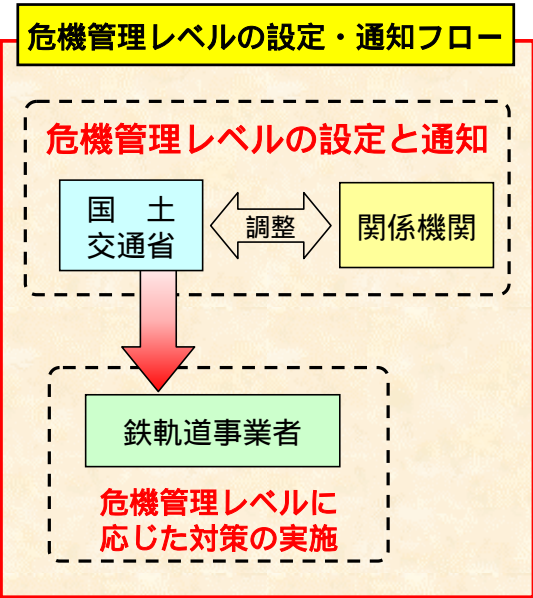 危機管理レベルの設定・通知フロー
危機管理レベルの設定と通知
国　土
交通省
調整
関係機関
鉄軌道事業者
危機管理レベルに
応じた対策の実施